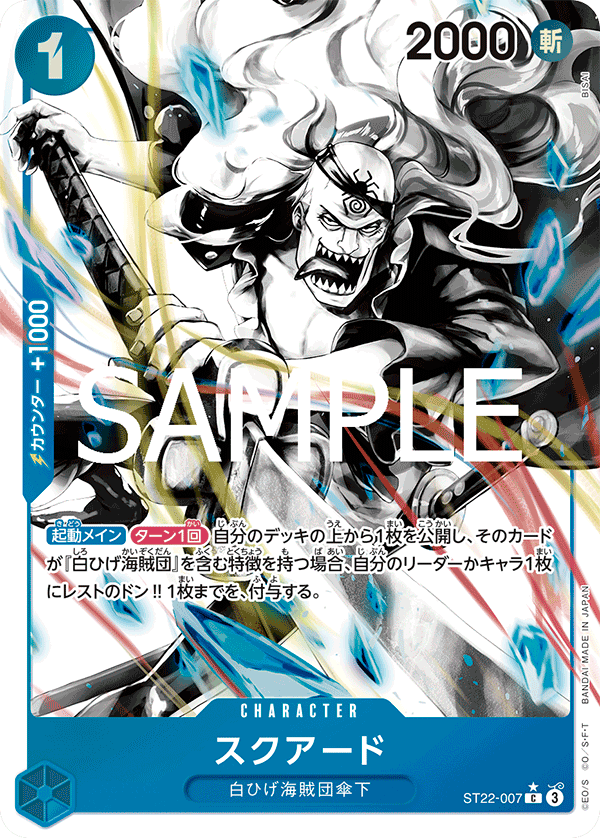 1
2000 斬
BISAI
カウンター +1000
SAMPLE
起動メイン ターン1回 自分のデッキの上から1枚を公開し、そのカード
が『白ひげ海賊団』を含む特徴を持つ場合、自分のリーダーかキャラ1枚
にレストのドン!! 1枚までを、付与する。
CHARACTER
スクアード
白ひげ海賊団傘下
ST22-007 C 3
©E.O/S ©O/S・F・T BANDAI MADE IN JAPAN